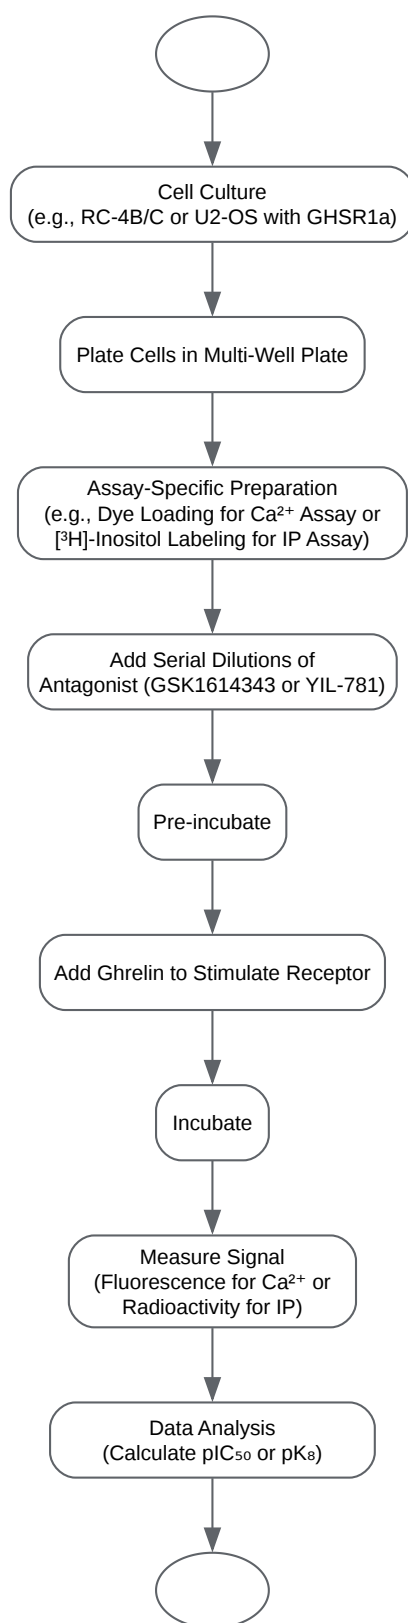 Cell Culture
(e.g., RC-4B/C or U2-OS with GHSR1a)
Plate Cells in Multi-Well Plate
Assay-Specific Preparation
(e.g., Dye Loading for Ca²⁺ Assay or
[³H]-Inositol Labeling for IP Assay)
Add Serial Dilutions of
Antagonist (GSK1614343 or YIL-781)
Pre-incubate
Add Ghrelin to Stimulate Receptor
Incubate
Measure Signal
(Fluorescence for Ca²⁺ or
Radioactivity for IP)
Data Analysis
(Calculate pIC₅₀ or pK₈)